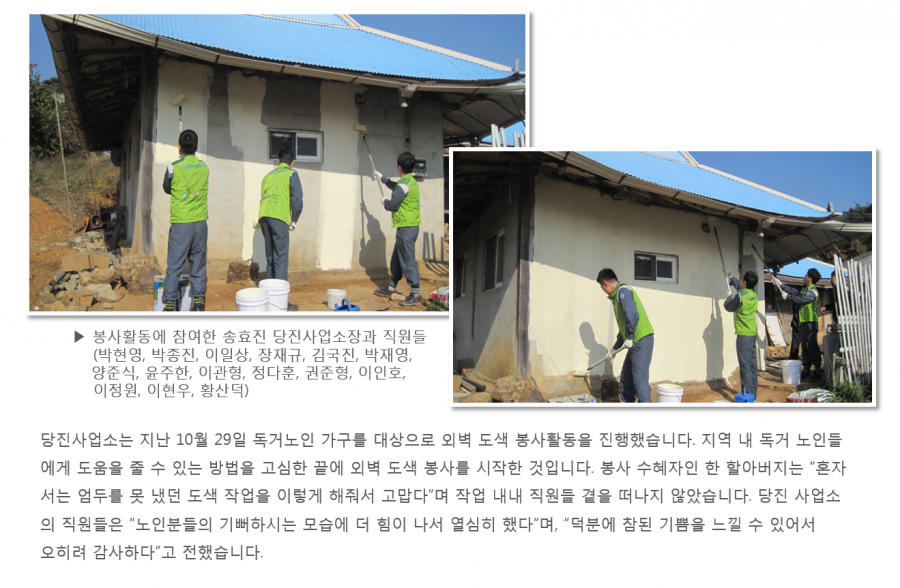 ▶ 봉사활동에 참여한 송효진 당진사업소장과 직원들
(박현영, 박종진, 이일상, 장재규, 김국진, 박재영,
양준식, 윤주한, 이관형, 정다훈, 권준형, 이인호,
이정원, 이현우, 황산덕)
당진사업소는 지난 10월 29일 독거노인 가구를 대상으로 외벽 도색 봉사활동을 진행했습니다. 지역 내 독거 노인들
에게 도움을 줄 수 있는 방법을 고심한 끝에 외벽 도색 봉사를 시작한 것입니다. 봉사 수혜자인 한 할아버지는 “혼자
서는 엄두를 못 냈던 도색 작업을 이렇게 해줘서 고맙다”며 작업 내내 직원들 곁을 떠나지 않았습니다. 당진 사업소
의 직원들은 “노인분들의 기뻐하시는 모습에 더 힘이 나서 열심히 했다”며, “덕분에 참된 기쁨을 느낄 수 있어서
오히려 감사하다”고 전했습니다.